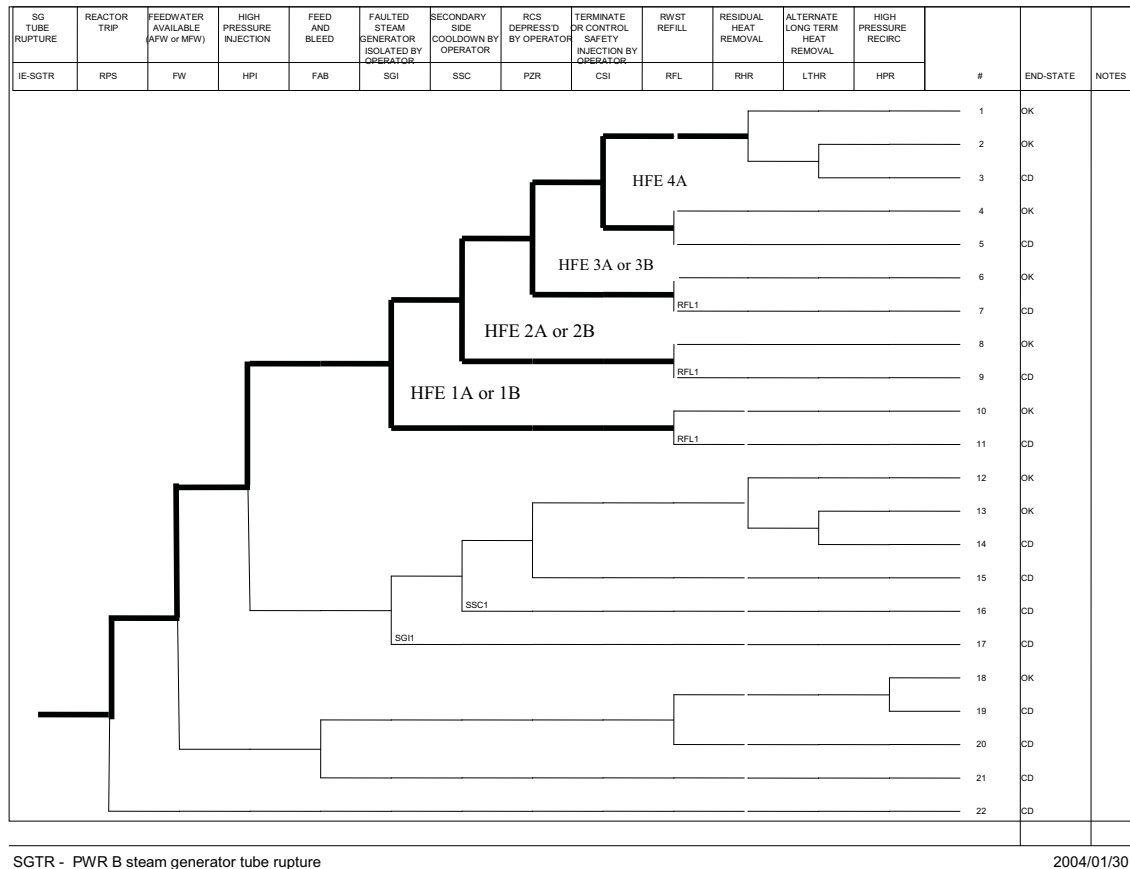 SG TUBE RUPTURE
REACTOR TRIP
FEEDWATER AVAILABLE (AFW or MFW)
HIGH PRESSURE INJECTION
FEED AND BLEED
FAULTED STEAM GENERATOR ISOLATED BY OPERATOR
SECONDARY SIDE COOLDOWN BY OPERATOR
RCS DEPRESS'D BY OPERATOR
TERMINATE OR CONTROL SAFETY INJECTION BY OPERATOR
RWST REFILL
RESIDUAL HEAT REMOVAL
ALTERNATE LONG TERM HEAT REMOVAL
HIGH PRESSURE RECIRC
IE-SGTR RPS FW HPI FAB SGI SSC PZR CSI RFL RHR LTHR HPR # END-STATE NOTES
1 OK
2 OK
HFE 4A
3 CD
4 OK
5 CD
HFE 3A or 3B
6 OK
RFL1
7 CD
HFE 2A or 2B
8 OK
RFL1
9 CD
HFE 1A or 1B
10 OK
RFL1
11 CD
12 OK
13 OK
14 CD
15 CD
SSC1
16 CD
SGI1
17 CD
18 OK
19 CD
20 CD
21 CD
22 CD
SGTR - PWR B steam generator tube rupture 2004/01/30